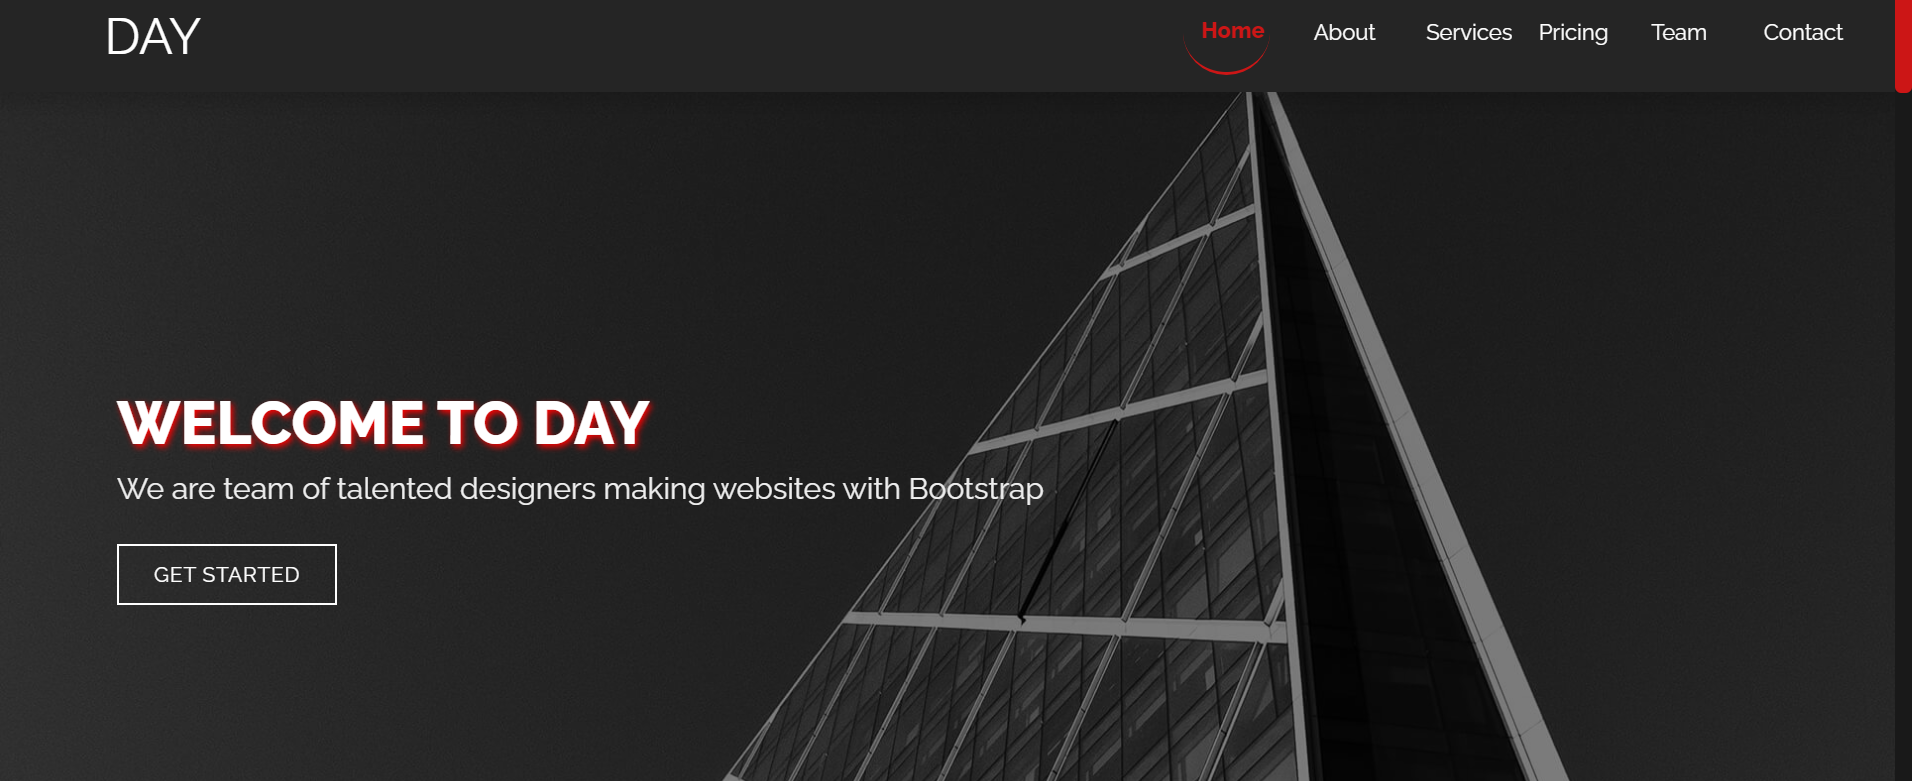 DAY
Home About Services Pricing Team Contact
WELCOME TO DAY
We are team of talented designers making websites with Bootstrap
GET STARTED